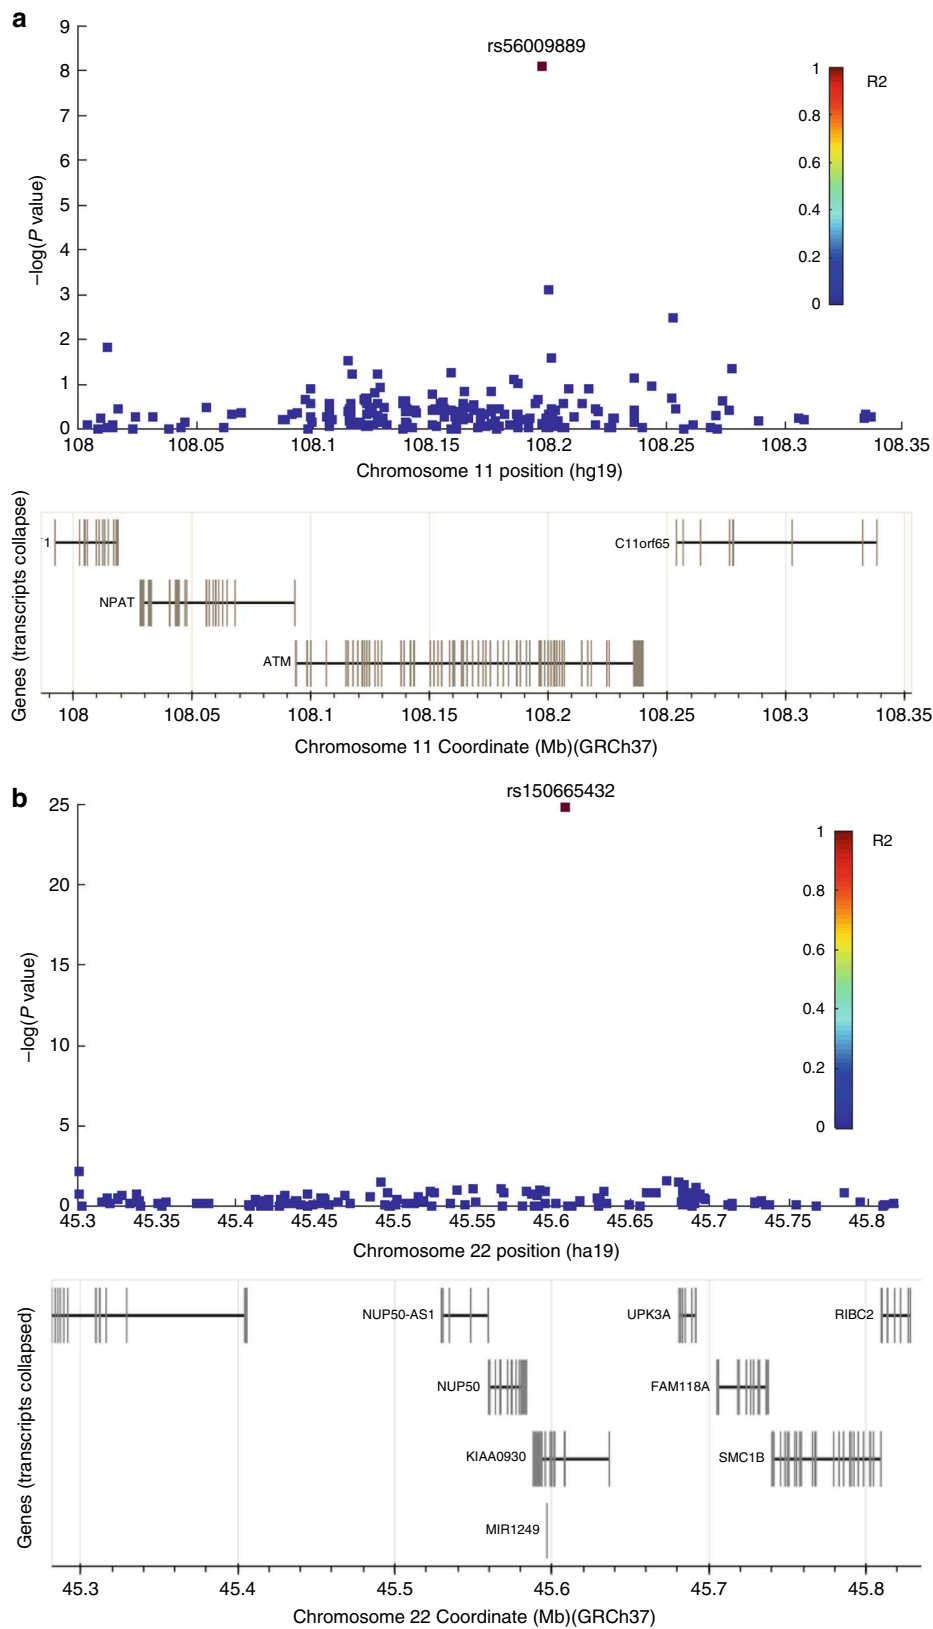 a
rs56009889
9
8
7
6
5
4
3
2
1
0
–log(P value)
1
0.8
0.6
0.4
0.2
0
R2
108
108.05
108.1
108.15
108.2
108.25
108.3
108.35
Chromosome 11 position (hg19)
Genes (transcripts collapse)
1
C11orf65
NPAT
ATM
108
108.05
108.1
108.15
108.2
108.25
108.3
108.35
Chromosome 11 Coordinate (Mb)(GRCh37)
b
rs150665432
25
20
15
10
5
0
–log(P value)
1
0.8
0.6
0.4
0.2
0
R2
45.3
45.35
45.4
45.45
45.5
45.55
45.6
45.65
45.7
45.75
45.8
Chromosome 22 position (ha19)
Genes (transcripts collapsed)
NUP50-AS1
UPK3A
RIBC2
NUP50
FAM118A
KIAA0930
SMC1B
MIR1249
45.3
45.4
45.5
45.6
45.7
45.8
Chromosome 22 Coordinate (Mb)(GRCh37)